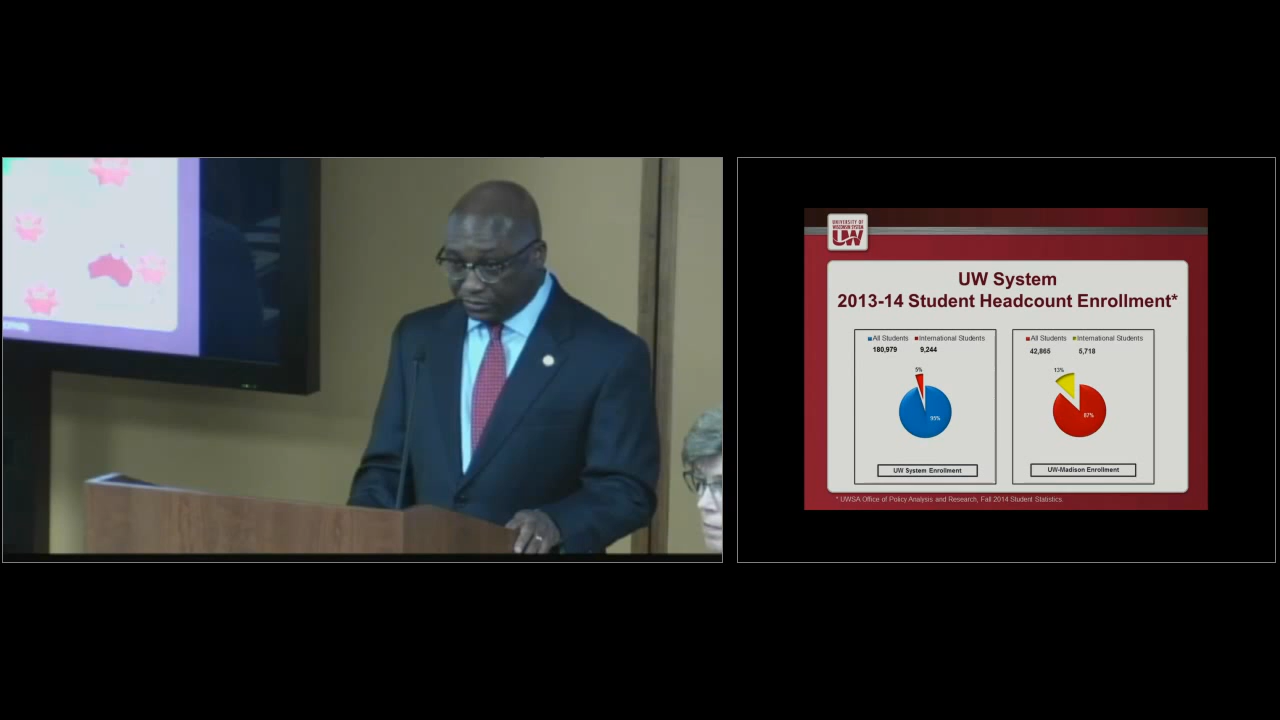 UNIVERSITY OF
WISCONSIN SYSTEM
UW
UW System
2013-14 Student Headcount Enrollment*
All Students International Students
180,979 9,244
5%
95%
UW System Enrollment
All Students International Students
42,865 5,718
13%
87%
UW-Madison Enrollment
* UWSA Office of Policy Analysis and Research, Fall 2014 Student Statistics.